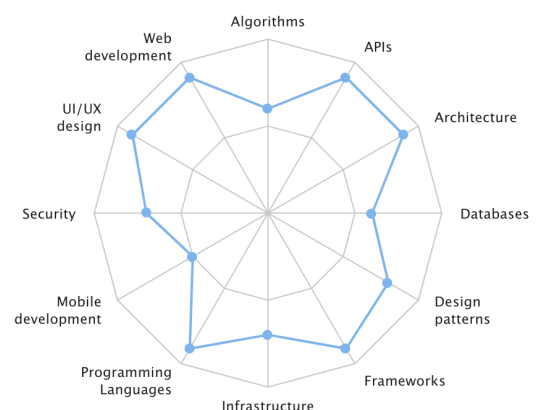 Algorithms
APIs
Architecture
Databases
Design
patterns
Frameworks
Infrastructure
Programming
Languages
Mobile
development
Security
UI/UX
design
Web
development